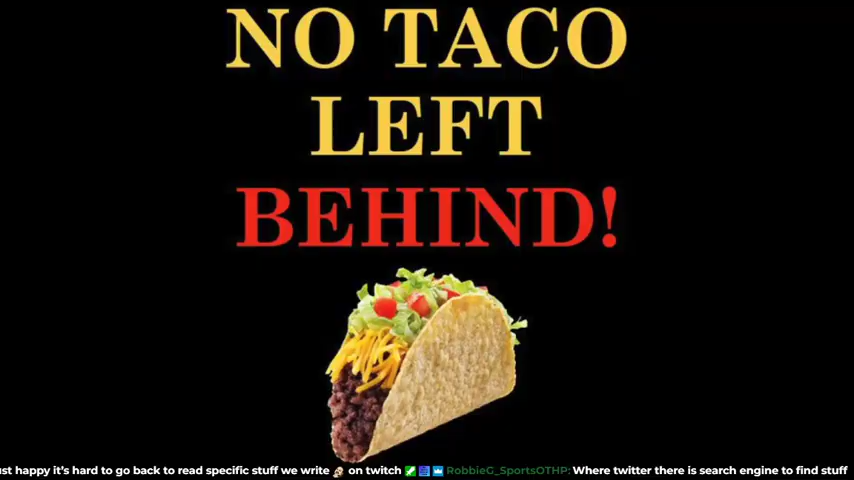 NO TACO
LEFT
BEHIND!
happy it's hard to go back to read specific stuff we write on twitch RobbieG_SportsOTHP: Where twitter there is search engine to find stuff